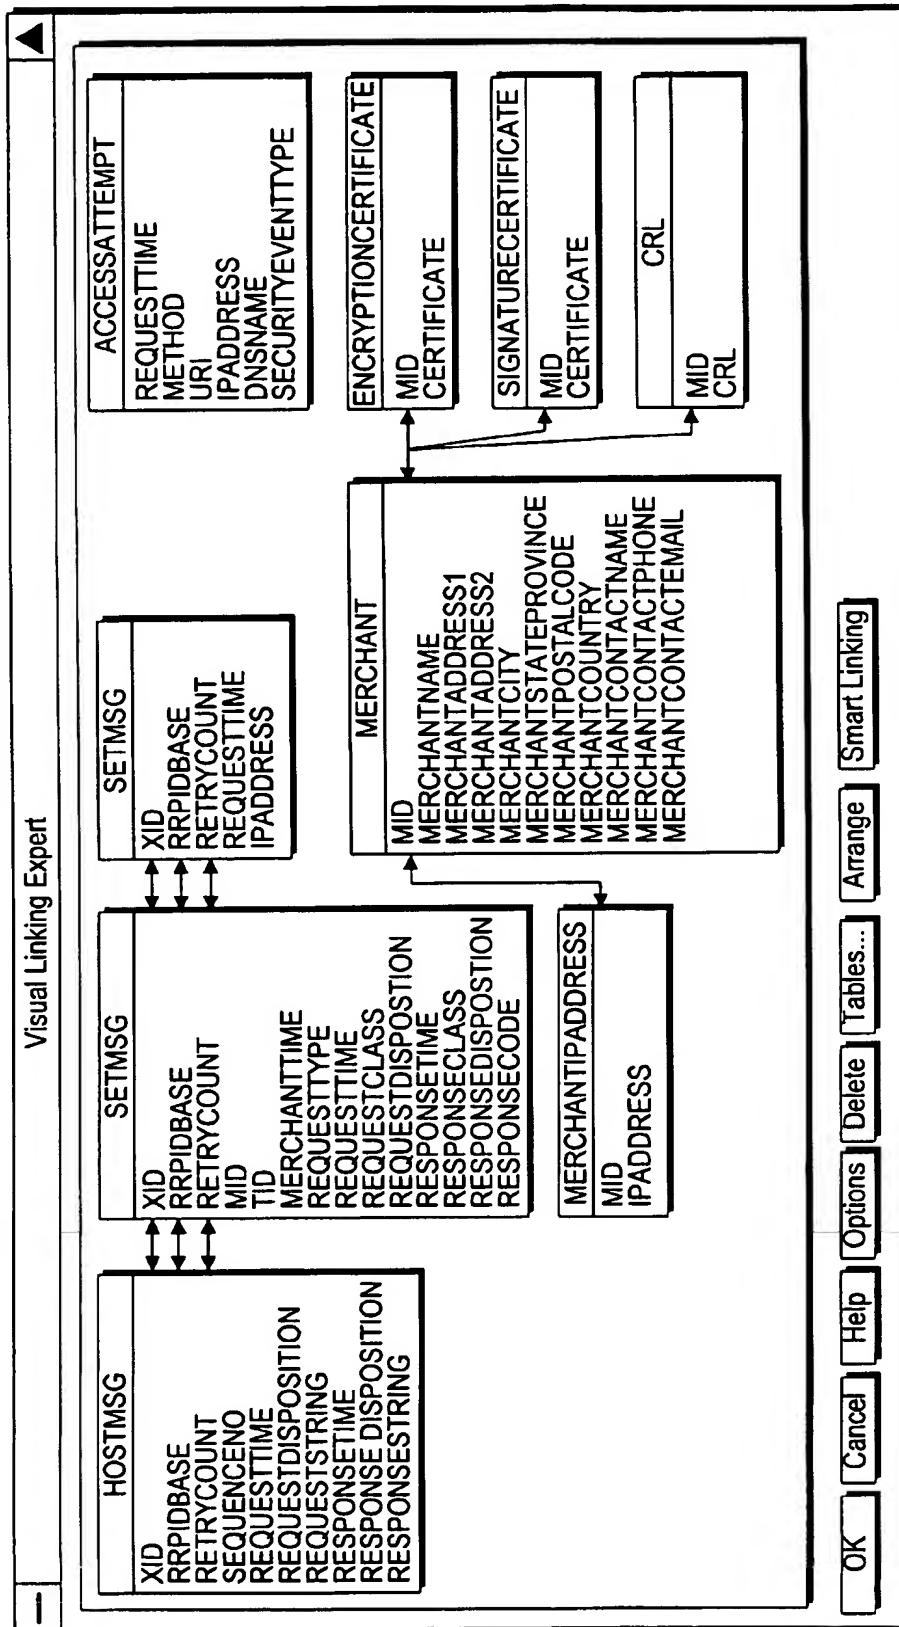 Visual Linking Expert
HOSTMSG
XID
RRPIDBASE
RETRYCOUNT
SEQUENCENO
REQUESTTIME
REQUESTDISPOSITION
REQUESTSTRING
RESPONSETIME
RESPONSE DISPOSITION
RESPONSESTRING
SETMSG
XID
RRPIDBASE
RETRYCOUNT
MID
TID
MERCHANTTIME
REQUESTTYPE
REQUESTTIME
REQUESTCLASS
REQUESTDISPOSTION
RESPONSETIME
RESPONSECLASS
RESPONSEDISPOSTION
RESPONSECODE
SETMSG
XID
RRPIDBASE
RETRYCOUNT
REQUESTTIME
IPADDRESS
ACCESSATTEMPT
REQUESTTIME
METHOD
URI
IPADDRESS
DNSNAME
SECURITYEVENTTYPE
MERCHANTIPADDRESS
MID
IPADDRESS
MERCHANT
MID
MERCHANTNAME
MERCHANTADDRESS1
MERCHANTADDRESS2
MERCHANTCITY
MERCHANTSTATEPROVINCE
MERCHANTPOSTALCODE
MERCHANTCOUNTRY
MERCHANTCONTACTNAME
MERCHANTCONTACTPHONE
MERCHANTCONTACTEMAIL
ENCRYPTIONCERTIFICATE
MID
CERTIFICATE
SIGNATURECERTIFICATE
MID
CERTIFICATE
CRL
MID
CRL
OK Cancel Help Options Delete Tables... Arrange Smart Linking